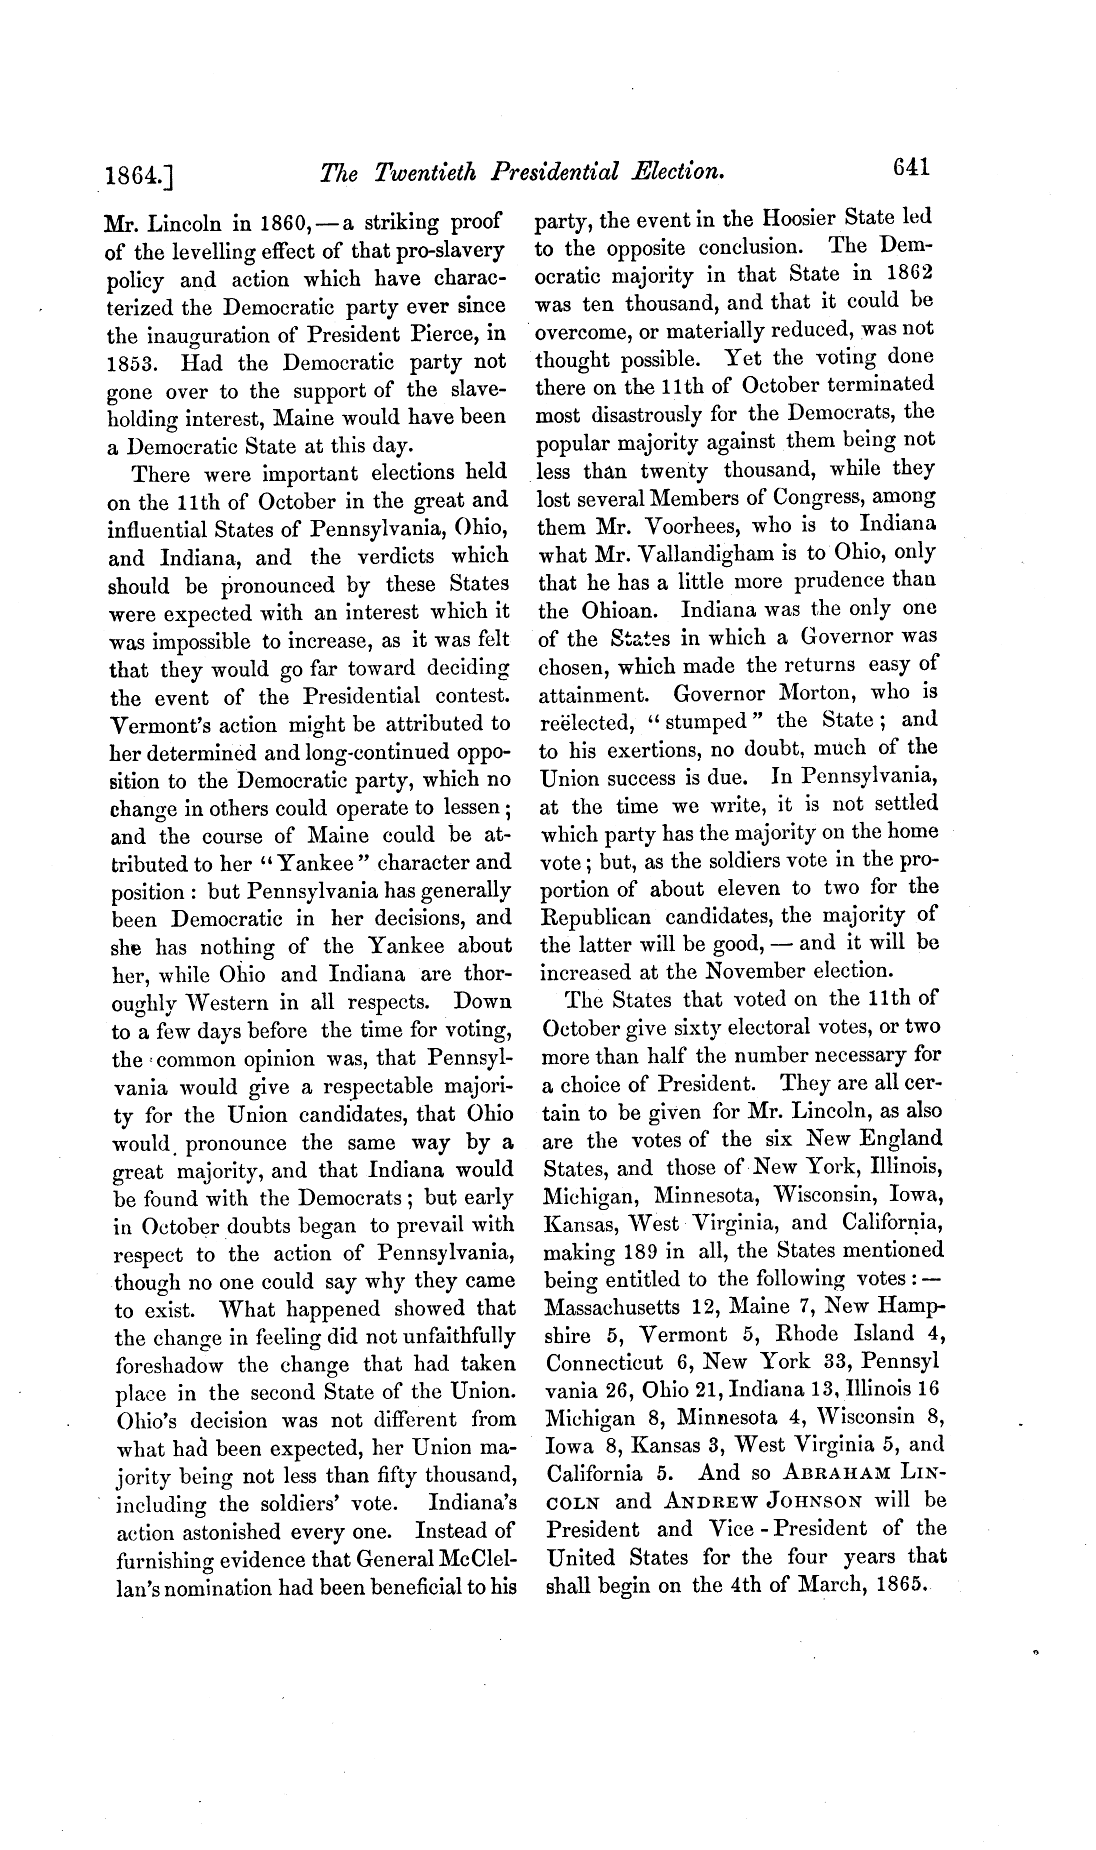 1864.] The Twentieth Presidential Election. 641
Mr. Lincoln in 1860,—a striking proof
of the levelling effect of that pro-slavery
policy and action which have charac-
terized the Democratic party ever since
the inauguration of President Pierce, in
1853. Had the Democratic party not
gone over to the support of the slave-
holding interest, Maine would have been
a Democratic State at this day.
There were important elections held
on the 11th of October in the great and
influential States of Pennsylvania, Ohio,
and Indiana, and the verdicts which
should be pronounced by these States
were expected with an interest which it
was impossible to increase, as it was felt
that they would go far toward deciding
the event of the Presidential contest.
Vermont's action might be attributed to
her determined and long-continued oppo-
sition to the Democratic party, which no
change in others could operate to lessen;
and the course of Maine could be at-
tributed to her "Yankee" character and
position: but Pennsylvania has generally
been Democratic in her decisions, and
she has nothing of the Yankee about
her, while Ohio and Indiana are thor-
oughly Western in all respects. Down
to a few days before the time for voting,
the common opinion was, that Pennsyl-
vania would give a respectable majori-
ty for the Union candidates, that Ohio
would pronounce the same way by a
great majority, and that Indiana would
be found with the Democrats; but early
in October doubts began to prevail with
respect to the action of Pennsylvania,
though no one could say why they came
to exist. What happened showed that
the change in feeling did not unfaithfully
foreshadow the change that had taken
place in the second State of the Union.
Ohio's decision was not different from
what had been expected, her Union ma-
jority being not less than fifty thousand,
including the soldiers' vote. Indiana's
action astonished every one. Instead of
furnishing evidence that General McClel-
lan's nomination had been beneficial to his
party, the event in the Hoosier State led
to the opposite conclusion. The Dem-
ocratic majority in that State in 1862
was ten thousand, and that it could be
overcome, or materially reduced, was not
thought possible. Yet the voting done
there on the 11th of October terminated
most disastrously for the Democrats, the
popular majority against them being not
less than twenty thousand, while they
lost several Members of Congress, among
them Mr. Voorhees, who is to Indiana
what Mr. Vallandigham is to Ohio, only
that he has a little more prudence than
the Ohioan. Indiana was the only one
of the States in which a Governor was
chosen, which made the returns easy of
attainment. Governor Morton, who is
reëlected, "stumped" the State; and
to his exertions, no doubt, much of the
Union success is due. In Pennsylvania,
at the time we write, it is not settled
which party has the majority on the home
vote; but, as the soldiers vote in the pro-
portion of about eleven to two for the
Republican candidates, the majority of
the latter will be good, — and it will be
increased at the November election.
The States that voted on the 11th of
October give sixty electoral votes, or two
more than half the number necessary for
a choice of President. They are all cer-
tain to be given for Mr. Lincoln, as also
are the votes of the six New England
States, and those of New York, Illinois,
Michigan, Minnesota, Wisconsin, Iowa,
Kansas, West Virginia, and California,
making 189 in all, the States mentioned
being entitled to the following votes:—
Massachusetts 12, Maine 7, New Hamp-
shire 5, Vermont 5, Rhode Island 4,
Connecticut 6, New York 33, Pennsyl
vania 26, Ohio 21, Indiana 13, Illinois 16
Michigan 8, Minnesota 4, Wisconsin 8,
Iowa 8, Kansas 3, West Virginia 5, and
California 5. And so ABRAHAM LIN-
COLN and ANDREW JOHNSON will be
President and Vice-President of the
United States for the four years that
shall begin on the 4th of March, 1865.